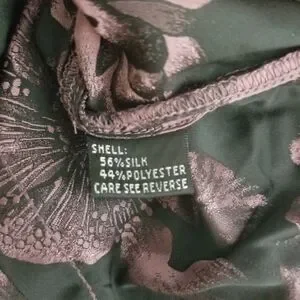 SHELL:
56%SILK
44%POLYESTER
CARE SEE REVERSE